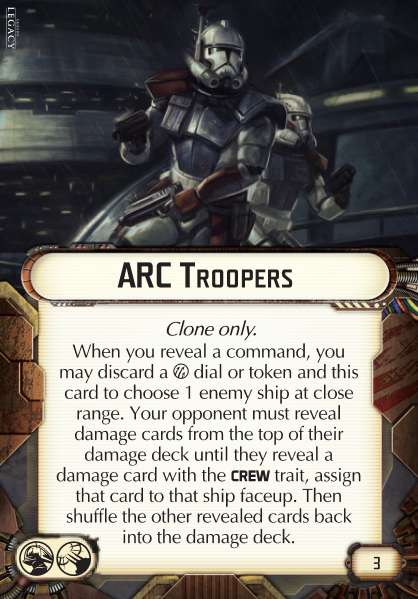 LEGACY
ARC TROOPERS
Clone only.
When you reveal a command, you
may discard a dial or token and this
card to choose 1 enemy ship at close
range. Your opponent must reveal
damage cards from the top of their
damage deck until they reveal a
damage card with the CREW trait, assign
that card to that ship faceup. Then
shuffle the other revealed cards back
into the damage deck.
3